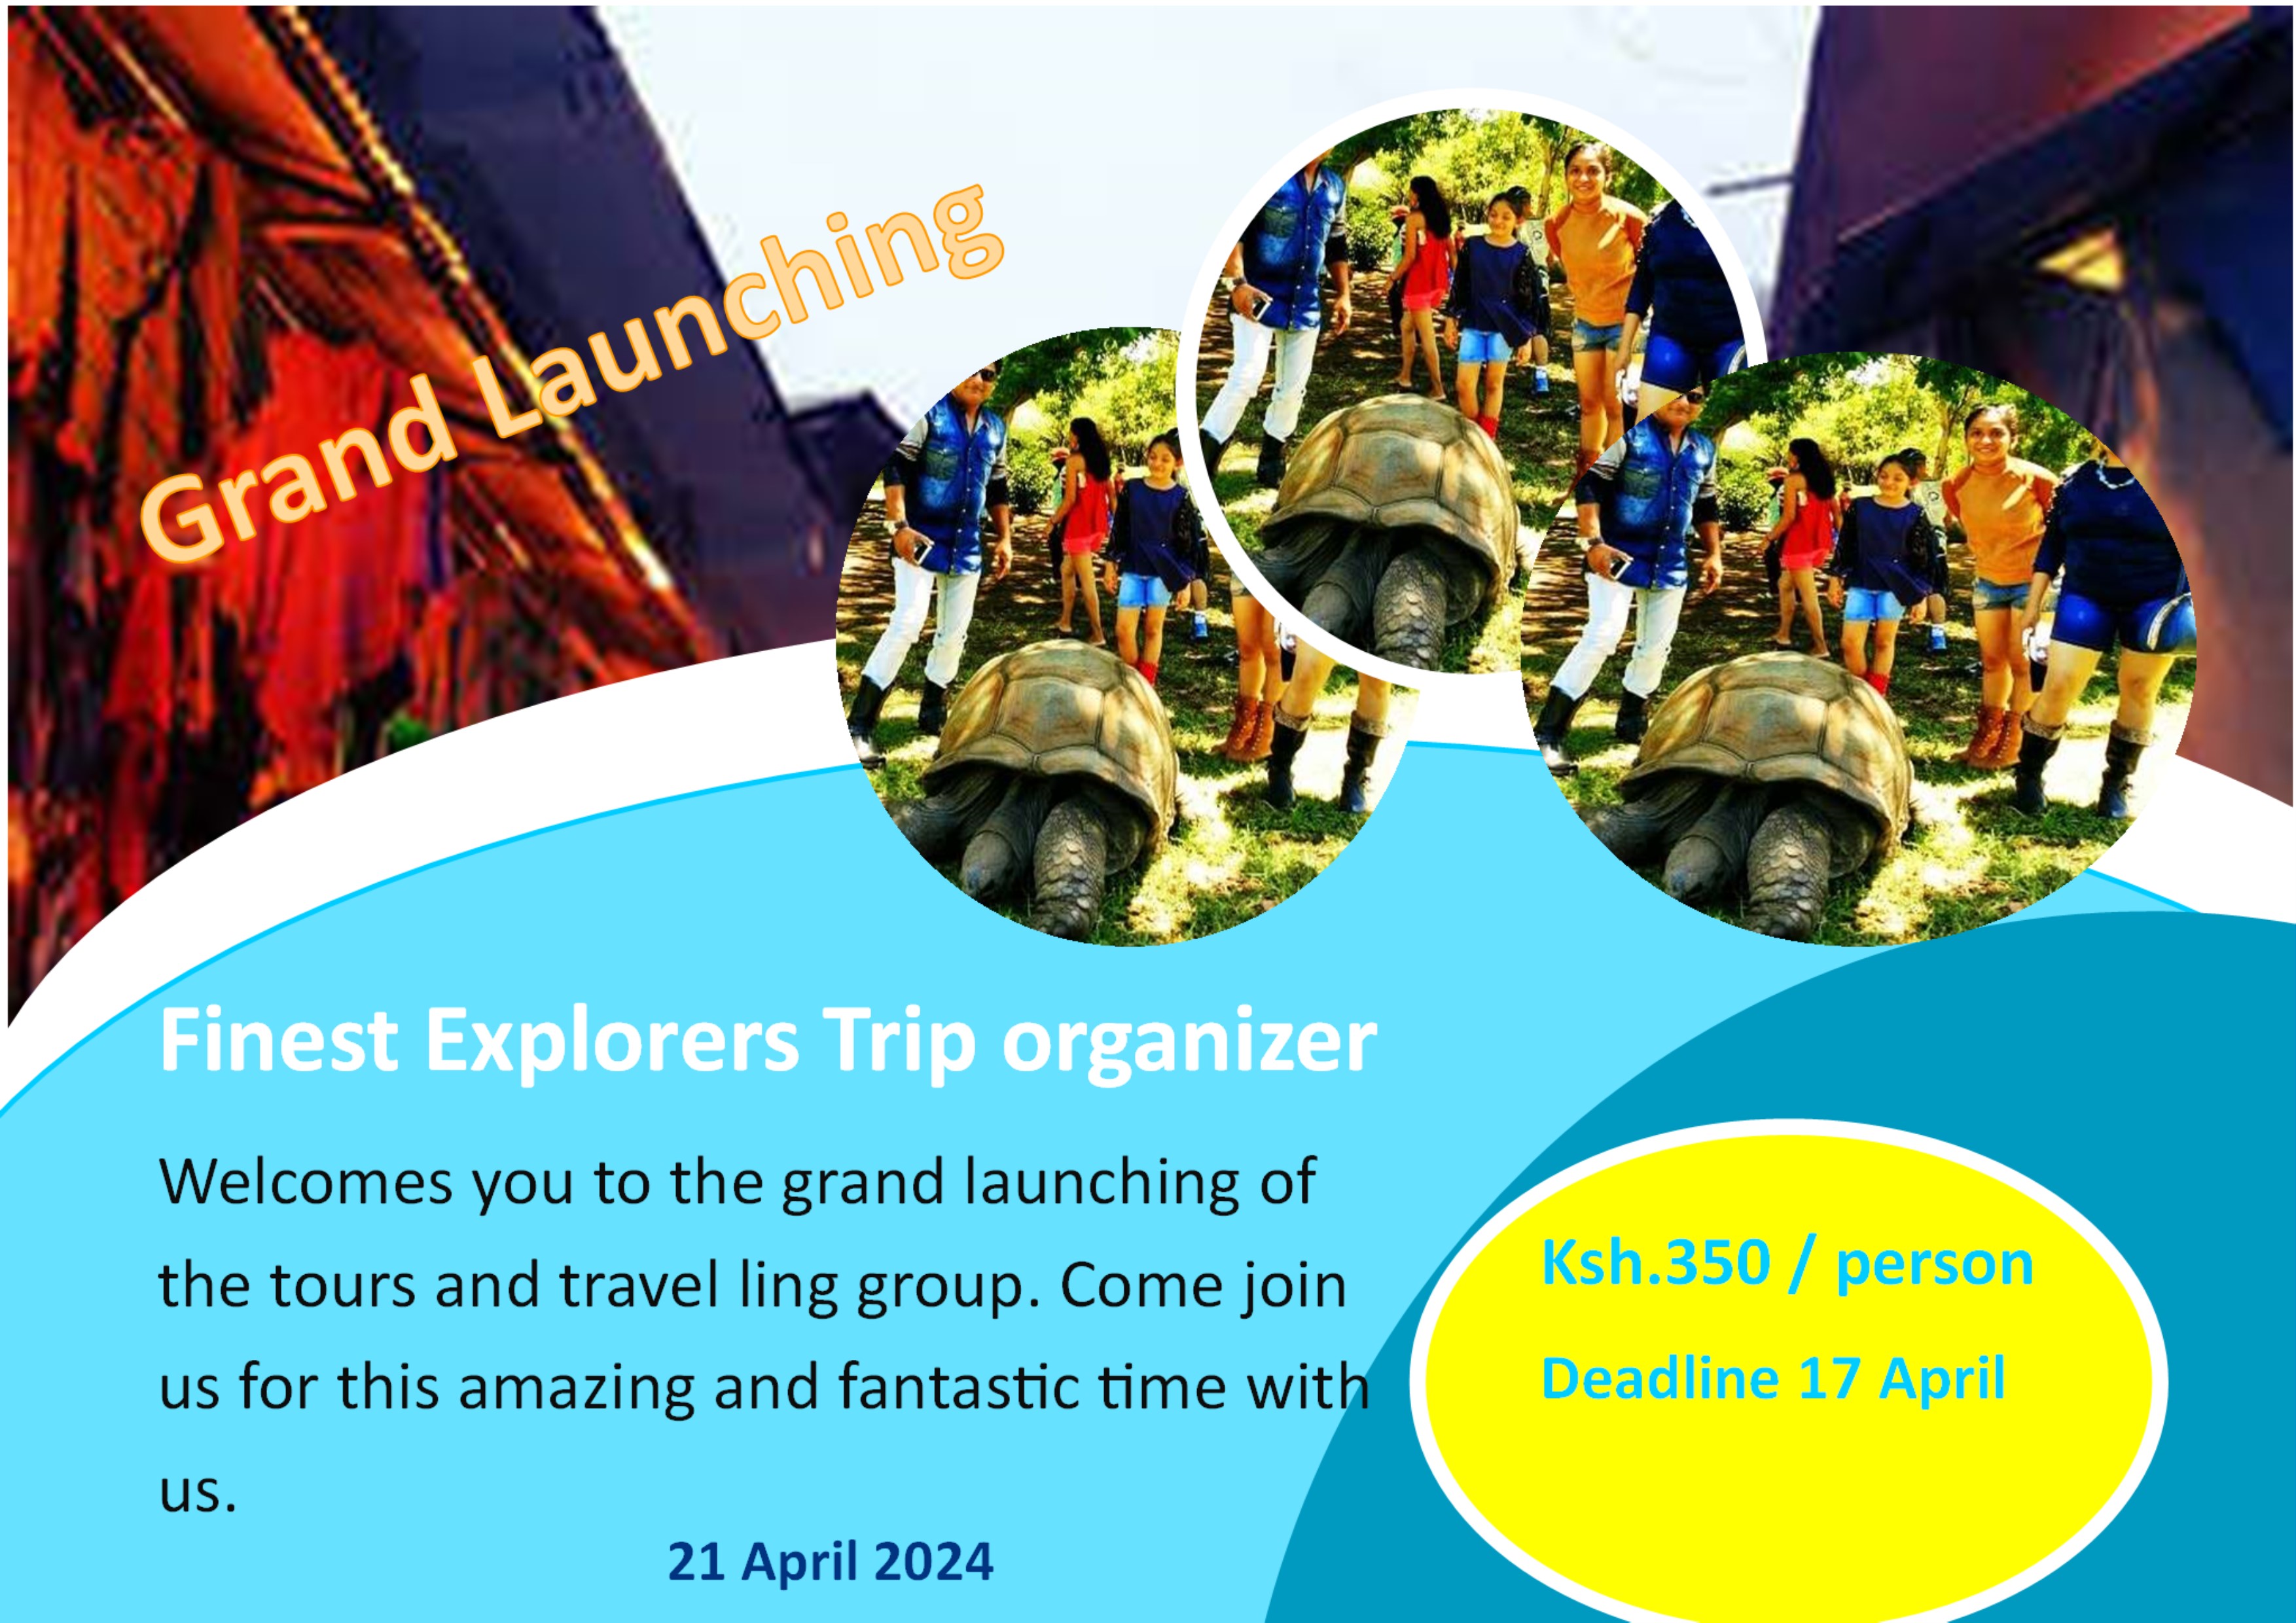 Grand Launching
Finest Explorers Trip organizer
Welcomes you to the grand launching of
the tours and travel ling group. Come join
us for this amazing and fantastic time with
us.
21 April 2024
Ksh.350 / person
Deadline 17 April